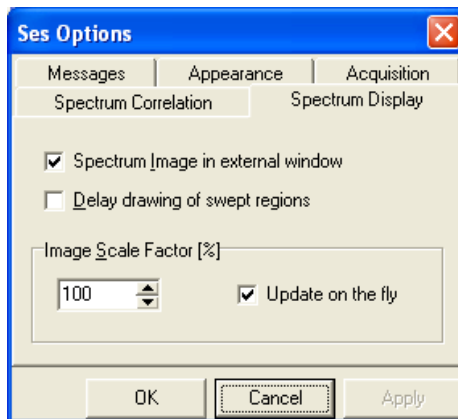 Ses Options
Messages Appearance Acquisition
Spectrum Correlation Spectrum Display
Spectrum Image in external window
Delay drawing of swept regions
Image Scale Factor [%]
100 Update on the fly
OK Cancel Apply